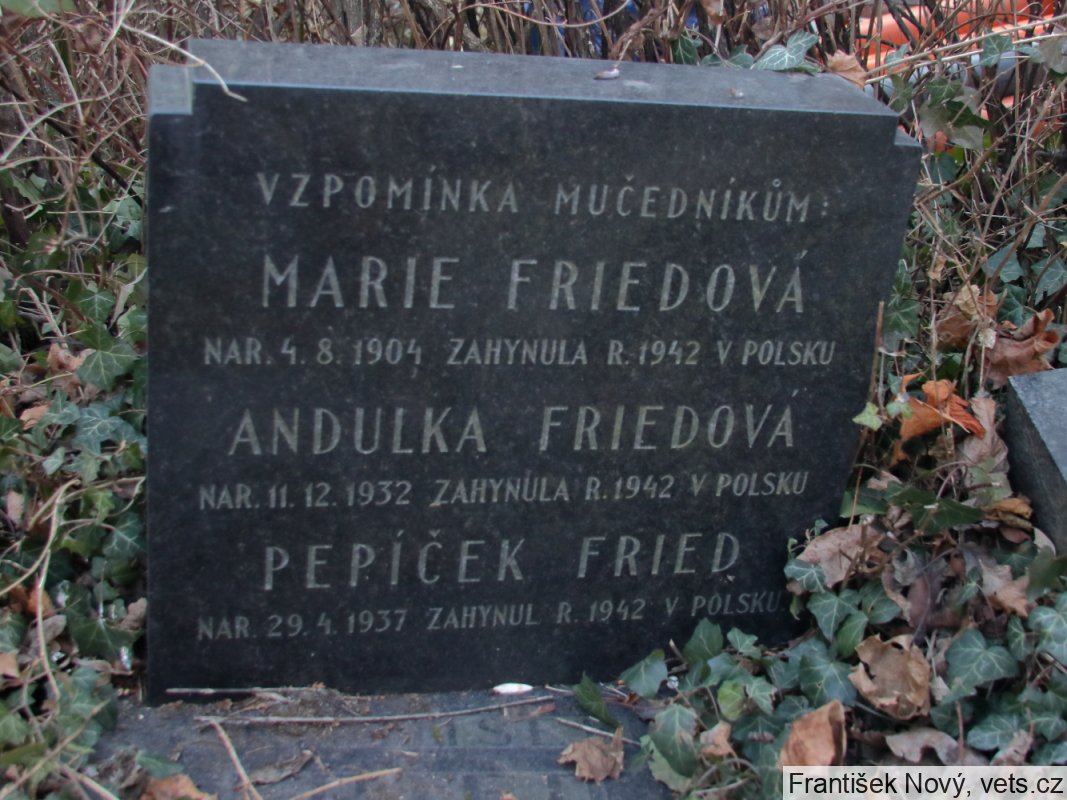 VZPOMÍNKA MUČEDNÍKŮM:
MARIE FRIEDOVÁ
NAR. 4. 8. 1904 ZAHYNULA R. 1942 V POLSKU
ANDULKA FRIEDOVÁ
NAR. 11. 12. 1932 ZAHYNULA R. 1942 V POLSKU
PEPÍČEK FRIED
NAR. 29. 4. 1937 ZAHYNUL R. 1942 V POLSKU
František Nový, vets.cz